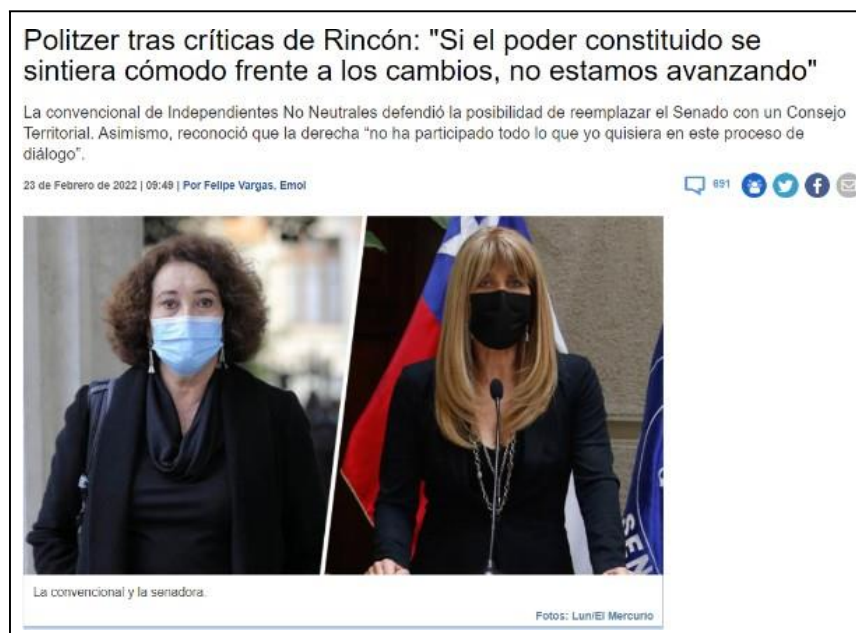 Politzer tras críticas de Rincón: "Si el poder constituido se
sintiera cómodo frente a los cambios, no estamos avanzando"
La convencional de Independientes No Neutrales defendió la posibilidad de reemplazar el Senado con un Consejo
Territorial. Asimismo, reconoció que la derecha “no ha participado todo lo que yo quisiera en este proceso de
diálogo”.
23 de Febrero de 2022 | 09:49 | Por Felipe Vargas, Emol
691
SEN
La convencional y la senadora.
Fotos: Lun/El Mercurio